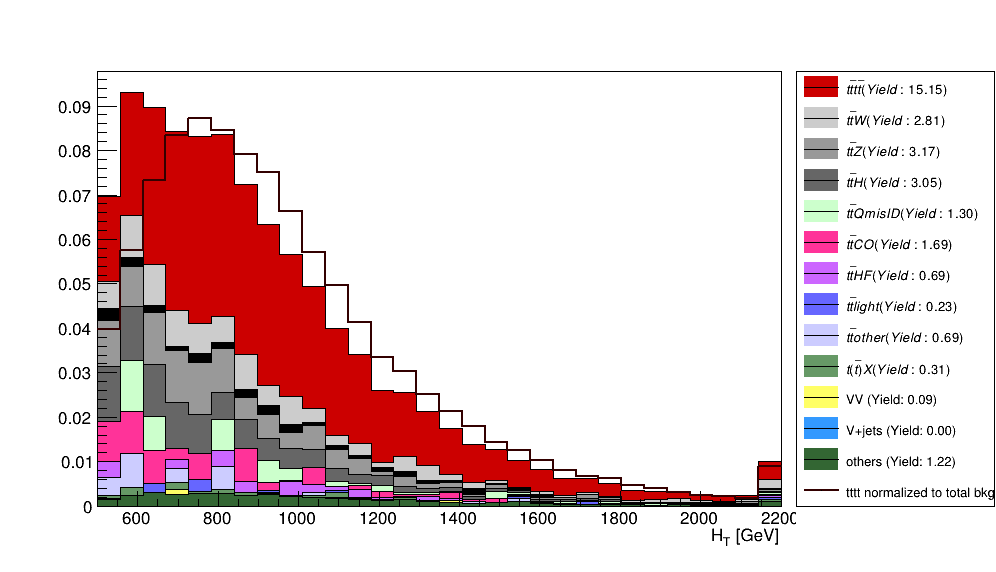 0.09
0.08
0.07
0.06
0.05
0.04
0.03
0.02
0.01
0
600 800 1000 1200 1400 1600 1800 2000 2200
H_T [GeV]
tt̄tt̄(Yield : 15.15)
tt̄W(Yield : 2.81)
tt̄Z(Yield : 3.17)
tt̄H(Yield : 3.05)
tt̄QmisID(Yield : 1.30)
tt̄CO(Yield : 1.69)
tt̄HF(Yield : 0.69)
tt̄light(Yield : 0.23)
tt̄other(Yield : 0.69)
t(t̄)X(Yield : 0.31)
VV (Yield: 0.09)
V+jets (Yield: 0.00)
others (Yield: 1.22)
tttt normalized to total bkg